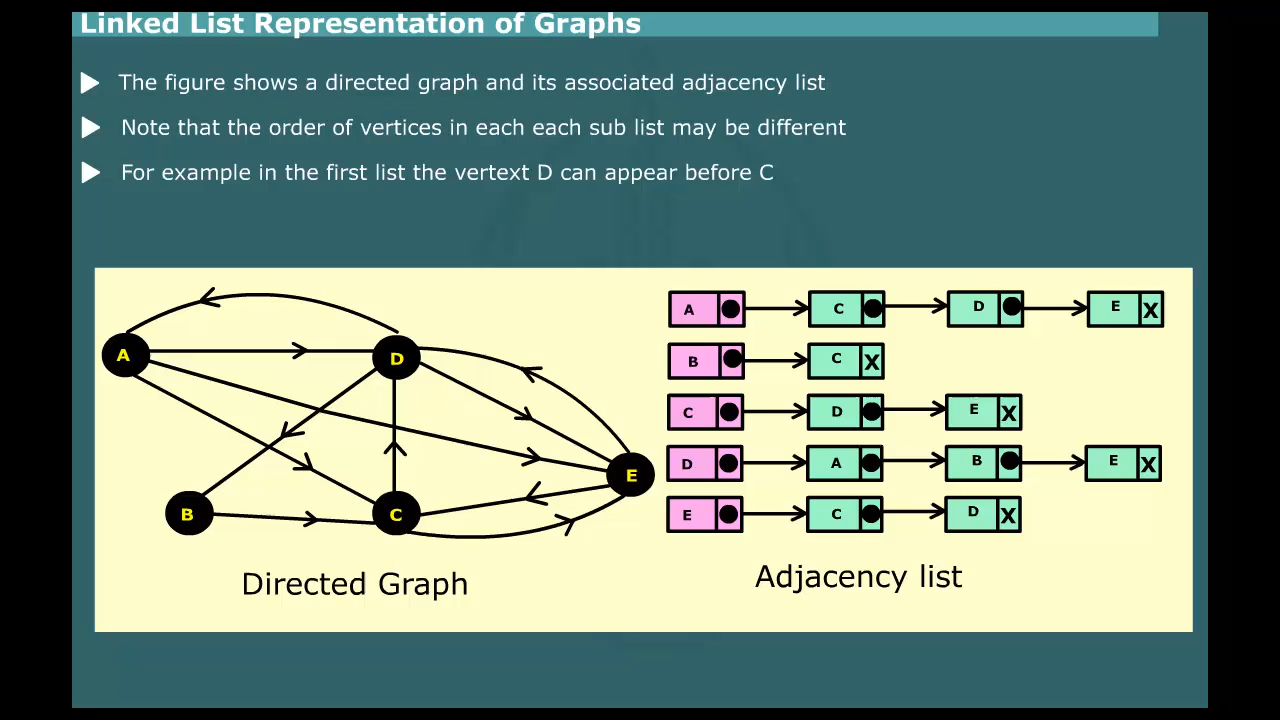 Linked List Representation of Graphs
The figure shows a directed graph and its associated adjacency list
Note that the order of vertices in each each sub list may be different
For example in the first list the vertext D can appear before C
A
D
E
B
C
Directed Graph
A C D E X
B C X
C D E X
D A B E X
E C D X
Adjacency list